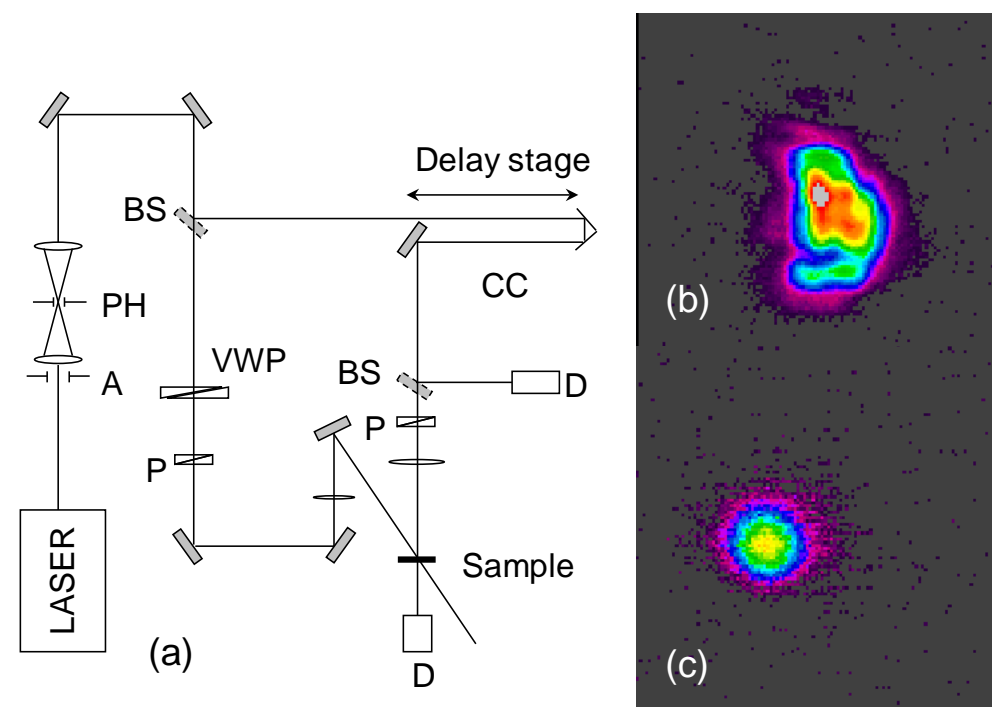 Delay stage
BS
CC
PH
VWP
BS
D
A
P
P
LASER
Sample
D
(a)
(b)
(c)